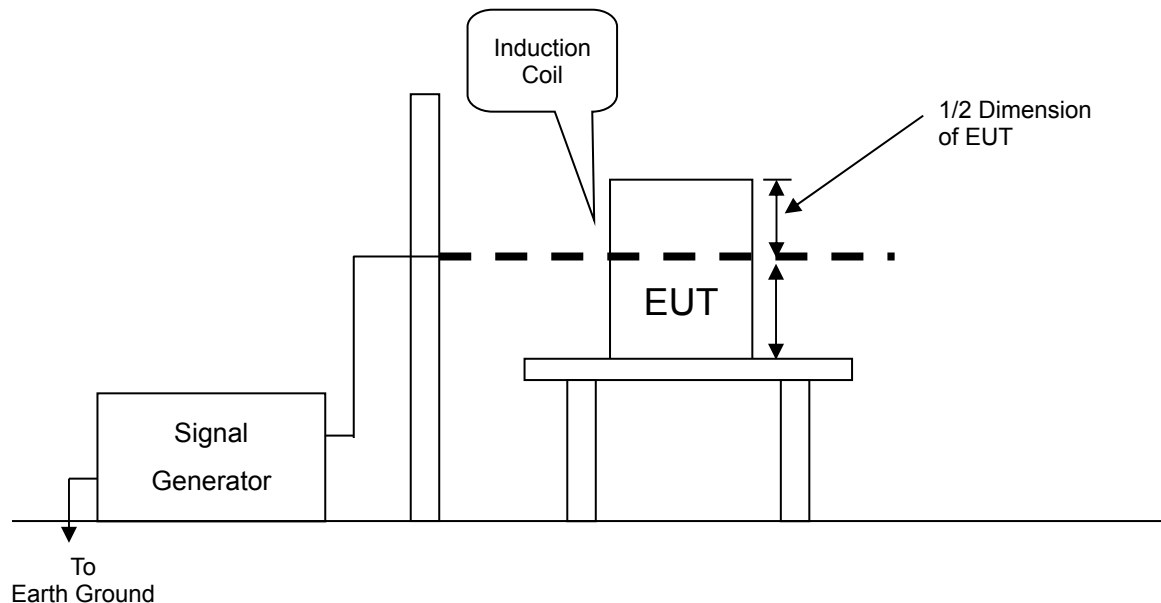 Induction
Coil
1/2 Dimension
of EUT
EUT
Signal
Generator
To
Earth Ground